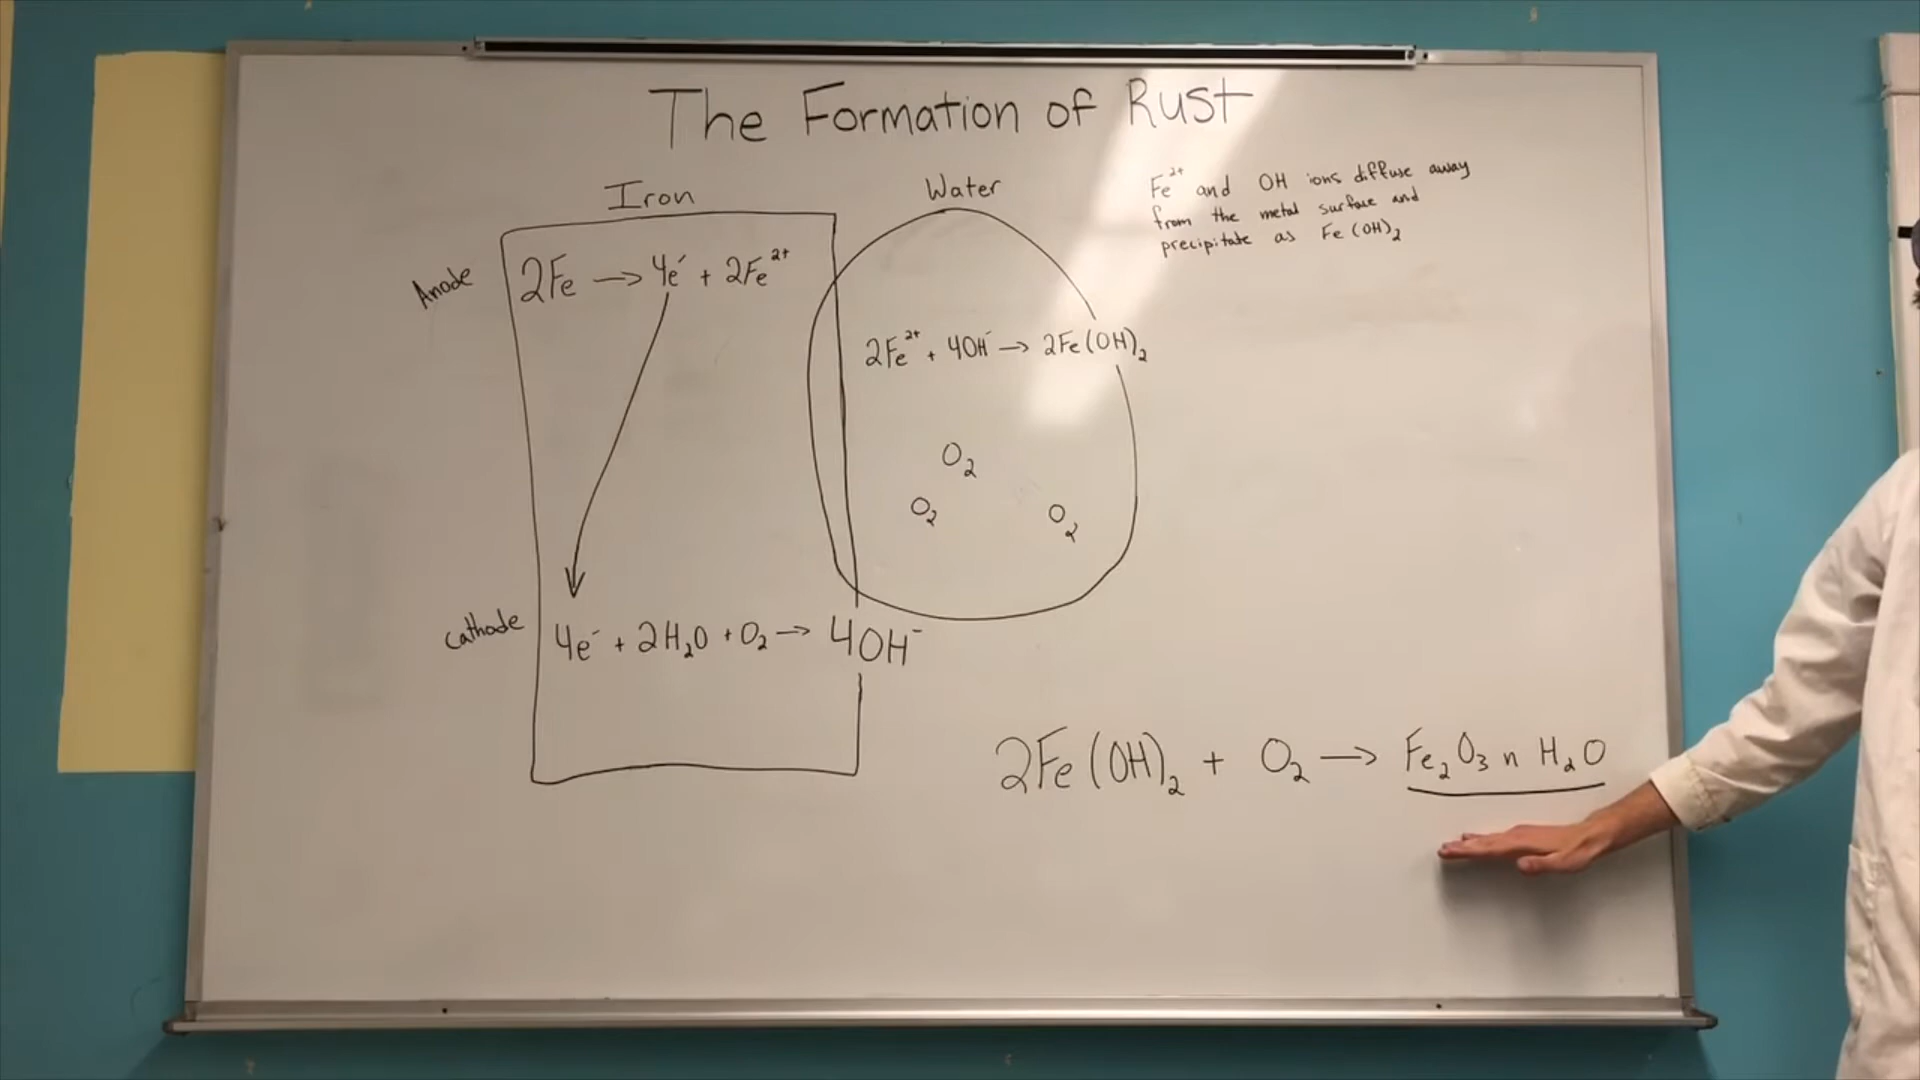 The Formation of Rust
Iron
Water
Fe²⁺ and OH ions diffuse away
from the metal surface and
precipitate as Fe(OH)₂
Anode
2Fe → 4e⁻ + 2Fe²⁺
2Fe²⁺ + 4OH⁻ → 2Fe(OH)₂
O₂
O₂
O₂
Cathode
4e⁻ + 2H₂O + O₂ → 4OH⁻
2Fe(OH)₂ + O₂ → Fe₂O₃ n H₂O